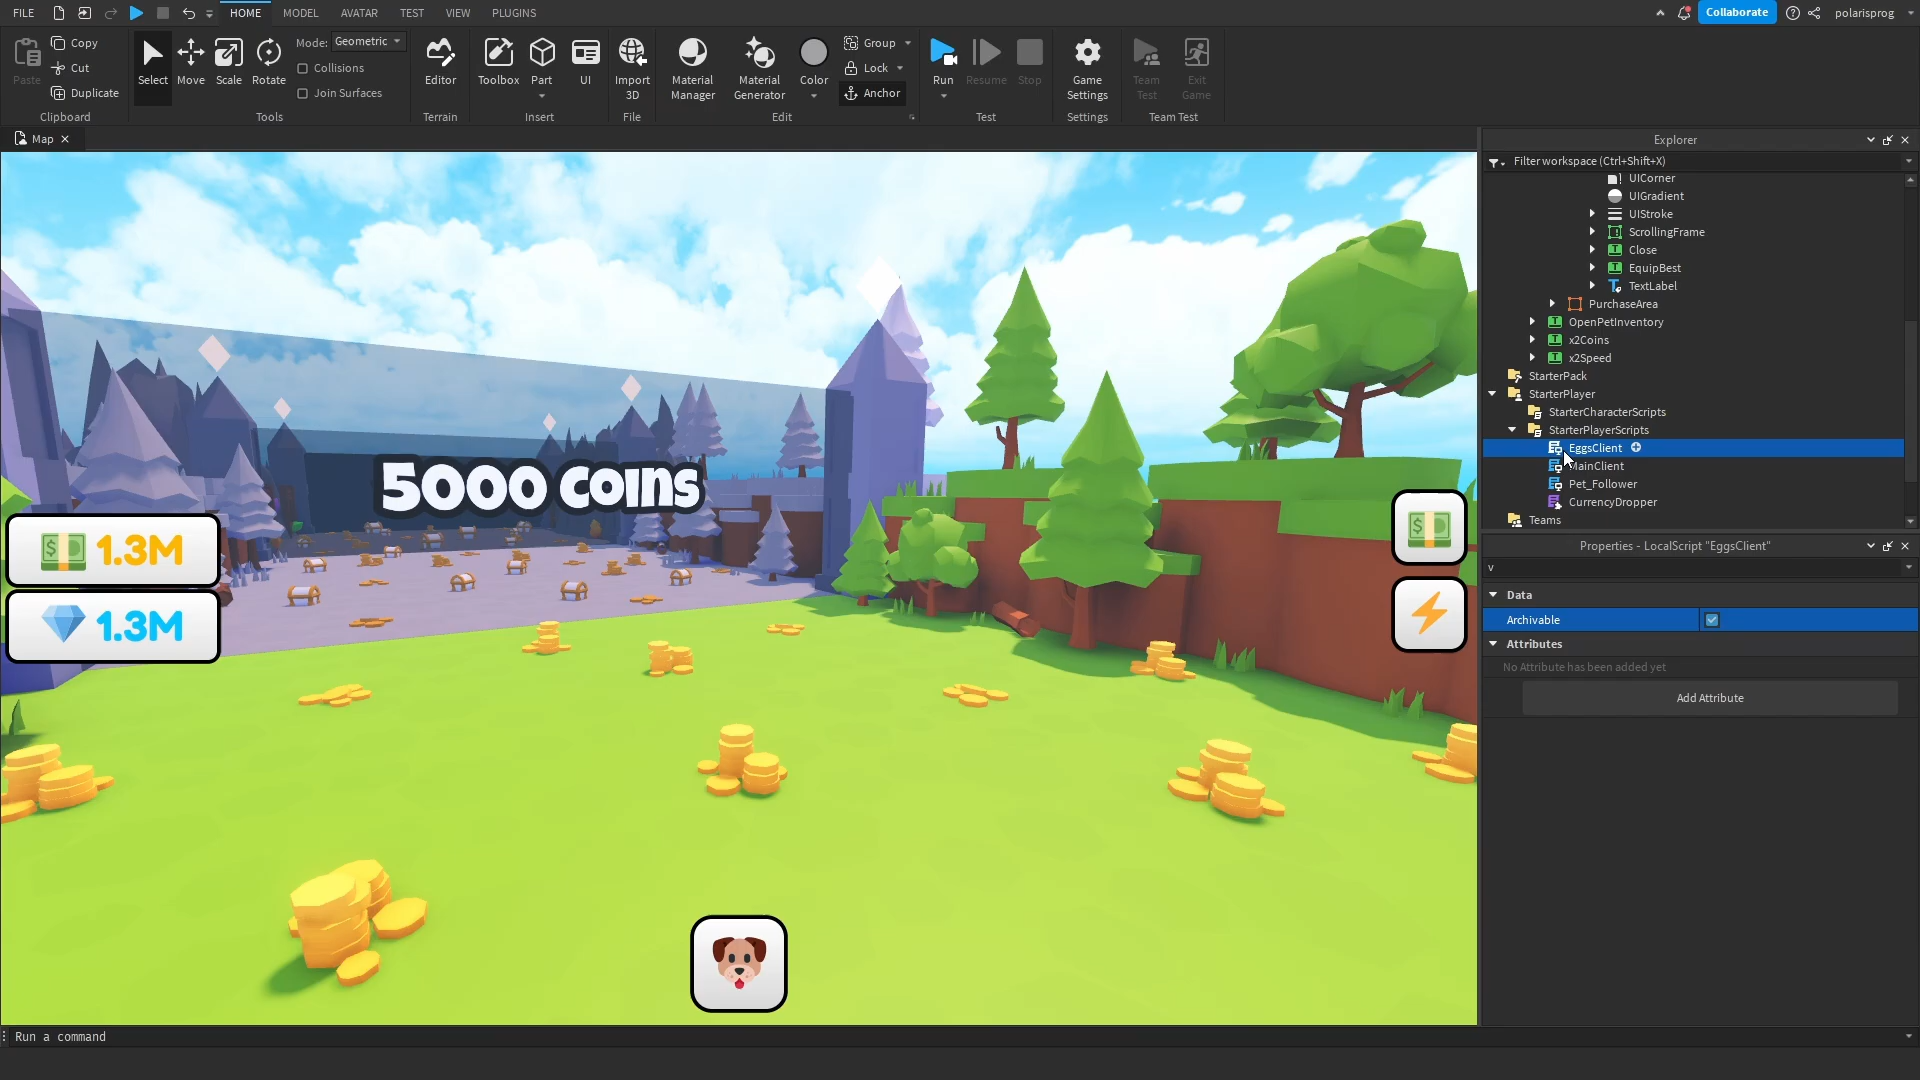 FILE
HOME
MODEL
AVATAR
TEST
VIEW
PLUGINS
Collaborate
polarisprog
Paste
Copy
Cut
Duplicate
Clipboard
Select
Move
Scale
Rotate
Mode: Geometric
Collisions
Join Surfaces
Tools
Editor
Terrain
Toolbox
Part
UI
Insert
Import
3D
File
Material
Manager
Material
Generator
Color
Group
Lock
Anchor
Edit
Run
Resume
Stop
Test
Game
Settings
Settings
Team
Test
Exit
Game
Team Test
Map
5000 coins
1.3M
1.3M
Explorer
Filter workspace (Ctrl+Shift+X)
UICorner
UIGradient
UIStroke
ScrollingFrame
Close
EquipBest
TextLabel
PurchaseArea
OpenPetInventory
x2Coins
x2Speed
StarterPack
StarterPlayer
StarterCharacterScripts
StarterPlayerScripts
EggsClient
MainClient
Pet_Follower
CurrencyDropper
Teams
Properties - LocalScript "EggsClient"
v
Data
Archivable
Attributes
No Attribute has been added yet
Add Attribute
Run a command